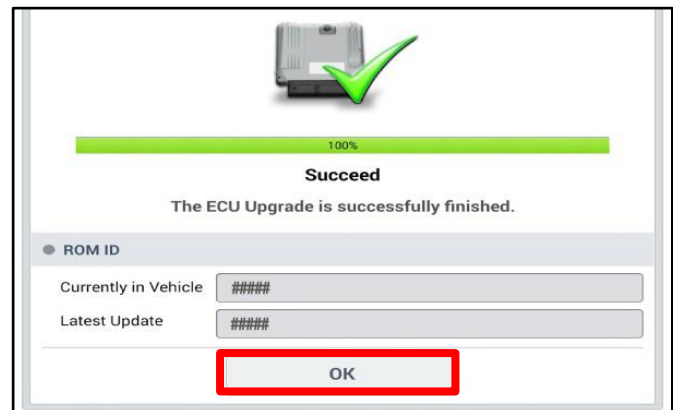 100%
Succeed
The ECU Upgrade is successfully finished.
ROM ID
Currently in Vehicle #####
Latest Update #####
OK